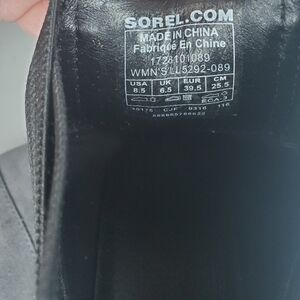 SOREL.COM
MADE IN CHINA
Fabriqué En Chine
1728101089
WMN'S LL5292-089
USA UK EUR CM
8.5 6.5 39.5 25.5